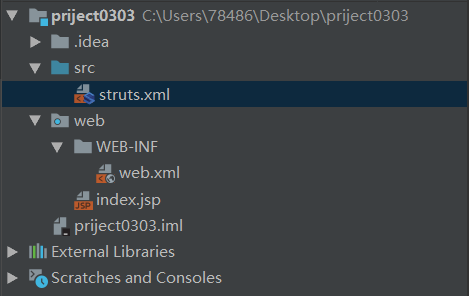 priject0303 C:\Users\78486\Desktop\priject0303
.idea
src
struts.xml
web
WEB-INF
web.xml
JSP index.jsp
priject0303.iml
External Libraries
Scratches and Consoles